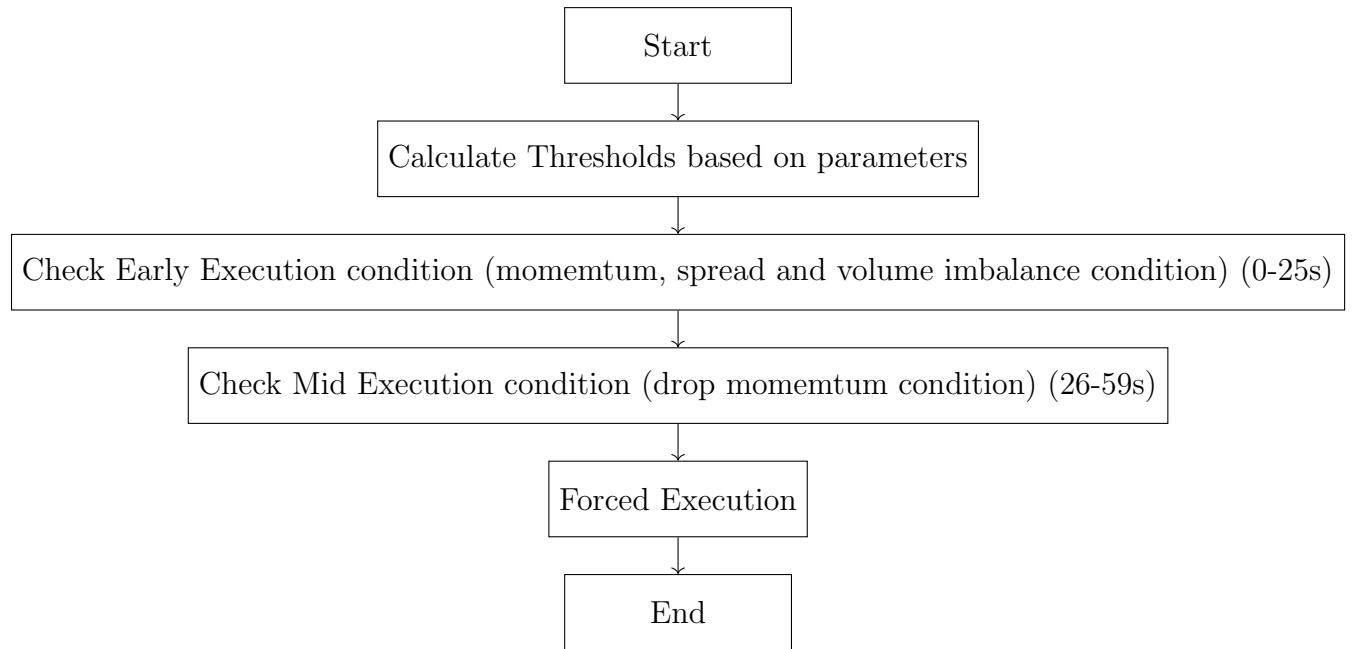 Start
Calculate Thresholds based on parameters
Check Early Execution condition (momemtum, spread and volume imbalance condition) (0-25s)
Check Mid Execution condition (drop momemtum condition) (26-59s)
Forced Execution
End